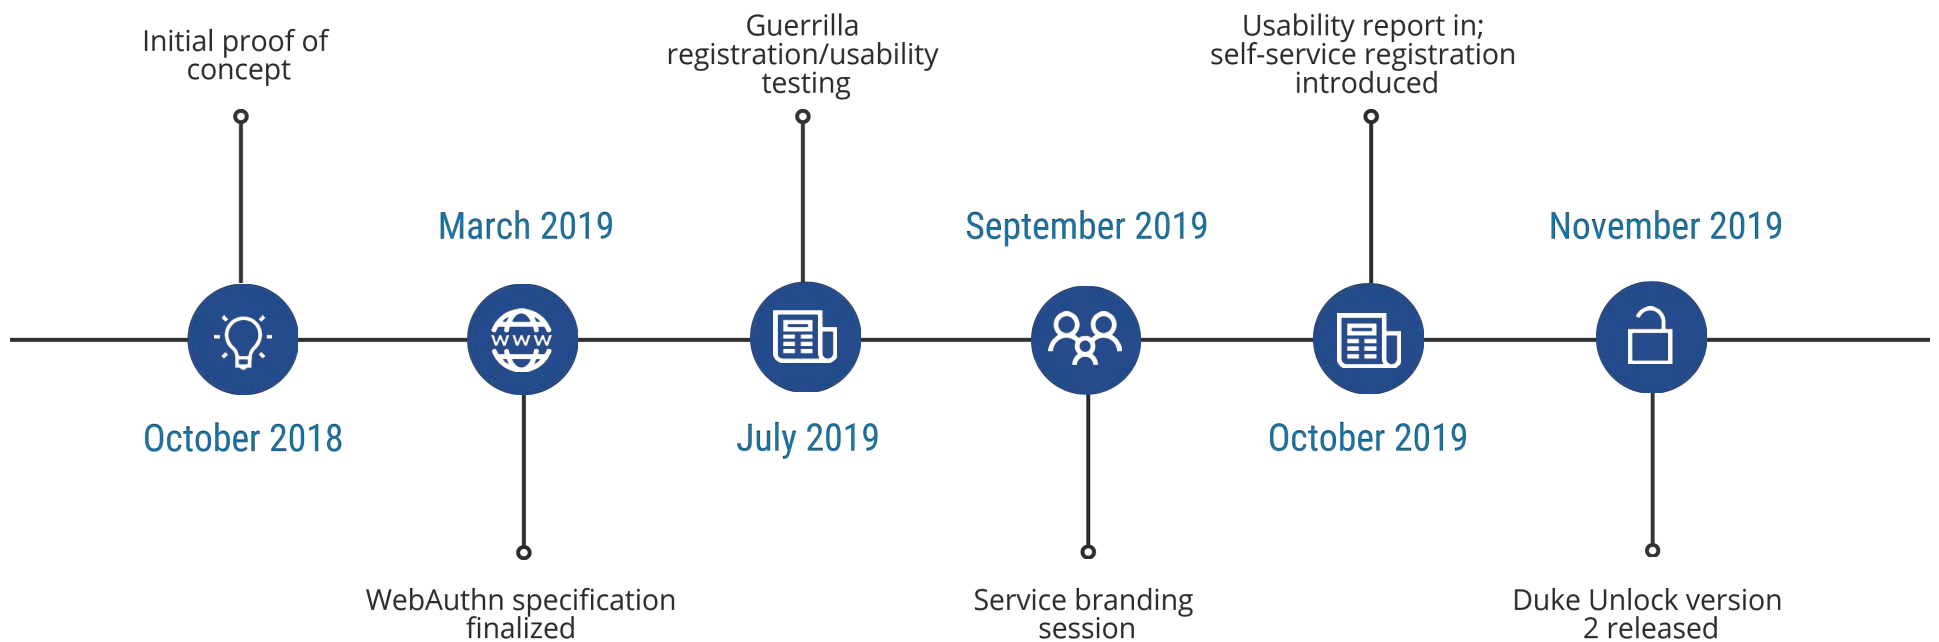 Initial proof of
concept
October 2018
March 2019
www
WebAuthn specification
finalized
Guerrilla
registration/usability
testing
July 2019
September 2019
Service branding
session
Usability report in;
self-service registration
introduced
October 2019
November 2019
Duke Unlock version
2 released